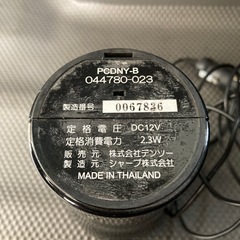 PCDNY-B
044780-023
製造番号 0067836
定格電圧 DC12V
定格消費電力 2.3W
販売元 株式会社デンソー
製造元 シャープ株式会社
MADE IN THAILAND